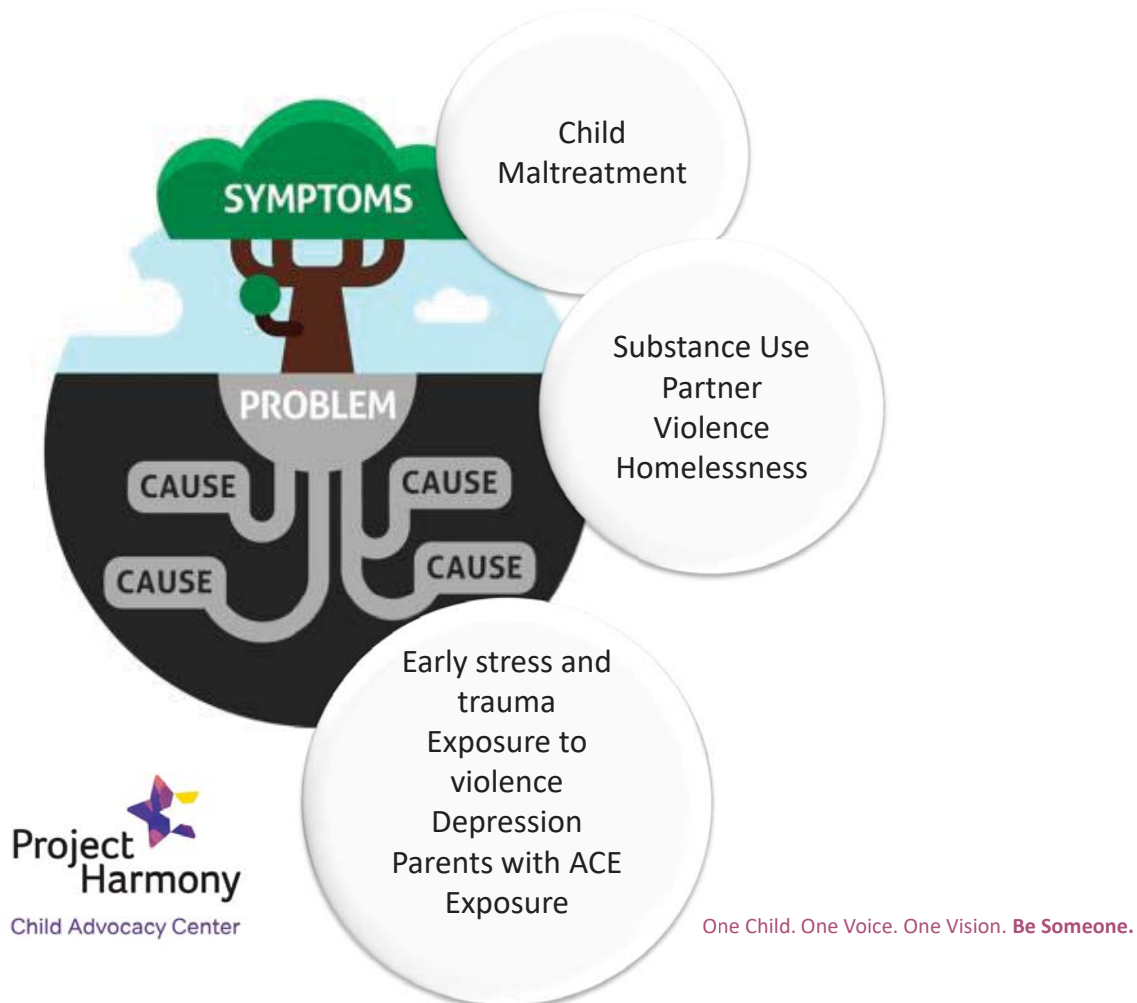 Child
Maltreatment
SYMPTOMS
Substance Use
Partner
Violence
Homelessness
PROBLEM
CAUSE
CAUSE
CAUSE
CAUSE
Early stress and
trauma
Exposure to
violence
Depression
Parents with ACE
Exposure
Project
Harmony
Child Advocacy Center
One Child. One Voice. One Vision. Be Someone.